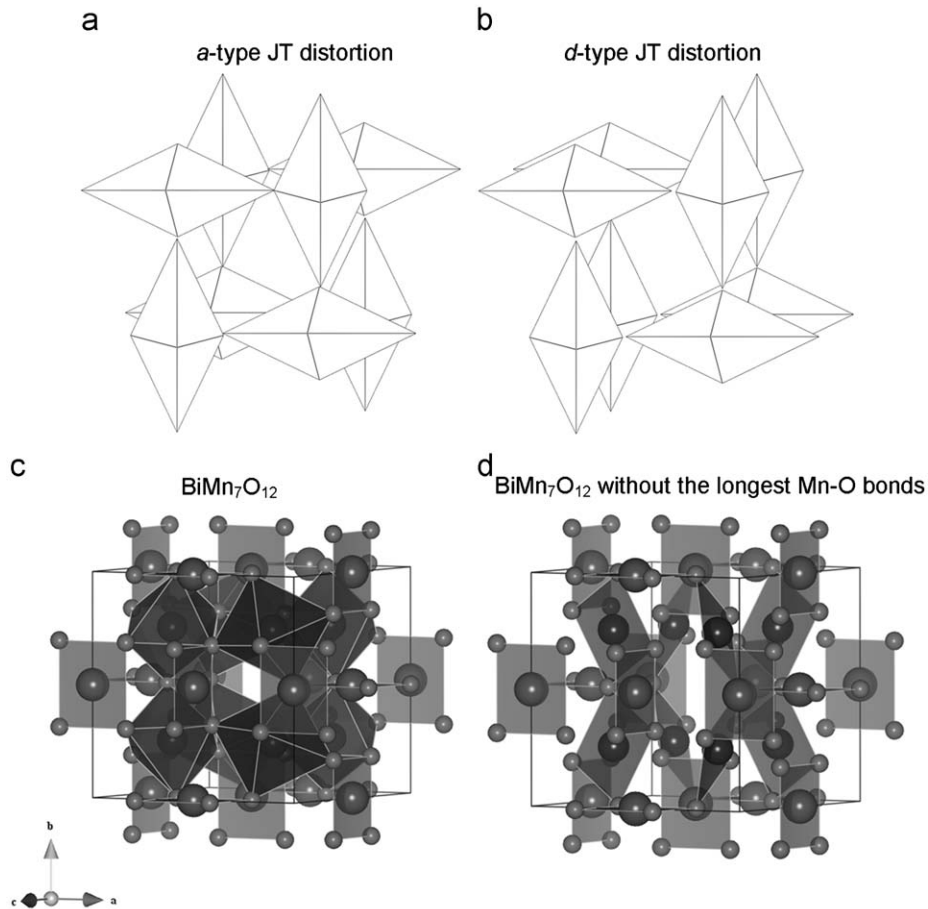 a
a-type JT distortion
b
d-type JT distortion
c
BiMn₇O₁₂
d
BiMn₇O₁₂ without the longest Mn-O bonds
b
c
a